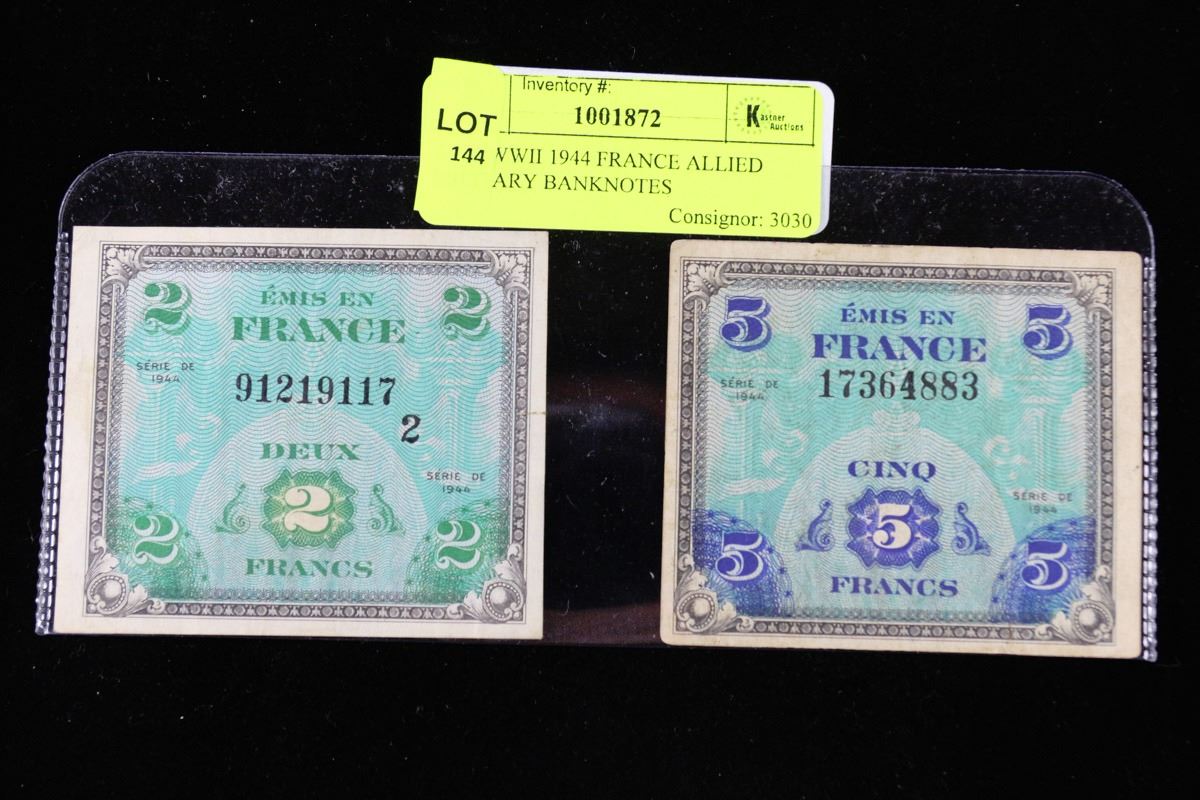 Inventory #:
1001872
Kastner
Auctions
LOT
144
WWII 1944 FRANCE ALLIED
ARY BANKNOTES
Consignor: 3030
2 2
ÉMIS EN
FRANCE
SÉRIE DE
1944
91219117
2
DEUX
SÉRIE DE
1944
2
2 2
FRANCS
5 5
ÉMIS EN
FRANCE
SÉRIE DE
1944
17364883
CINQ
SÉRIE DE
1944
5
5 5
FRANCS